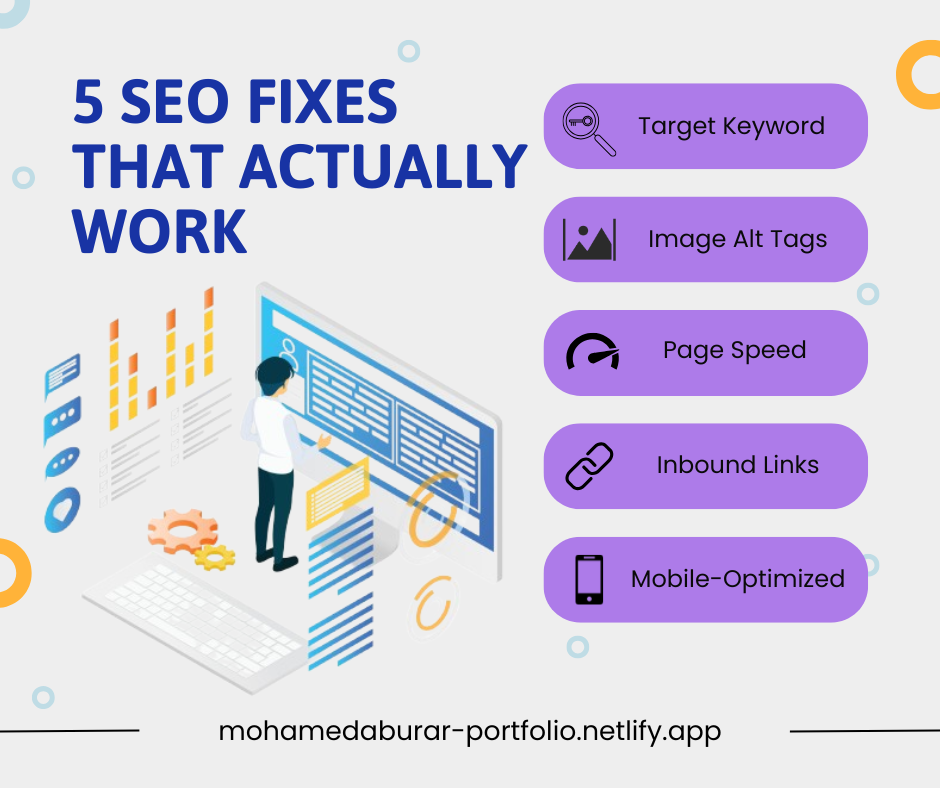 5 SEO FIXES
THAT ACTUALLY
WORK
Target Keyword
Image Alt Tags
Page Speed
Inbound Links
Mobile-Optimized
mohamedaburar-portfolio.netlify.app